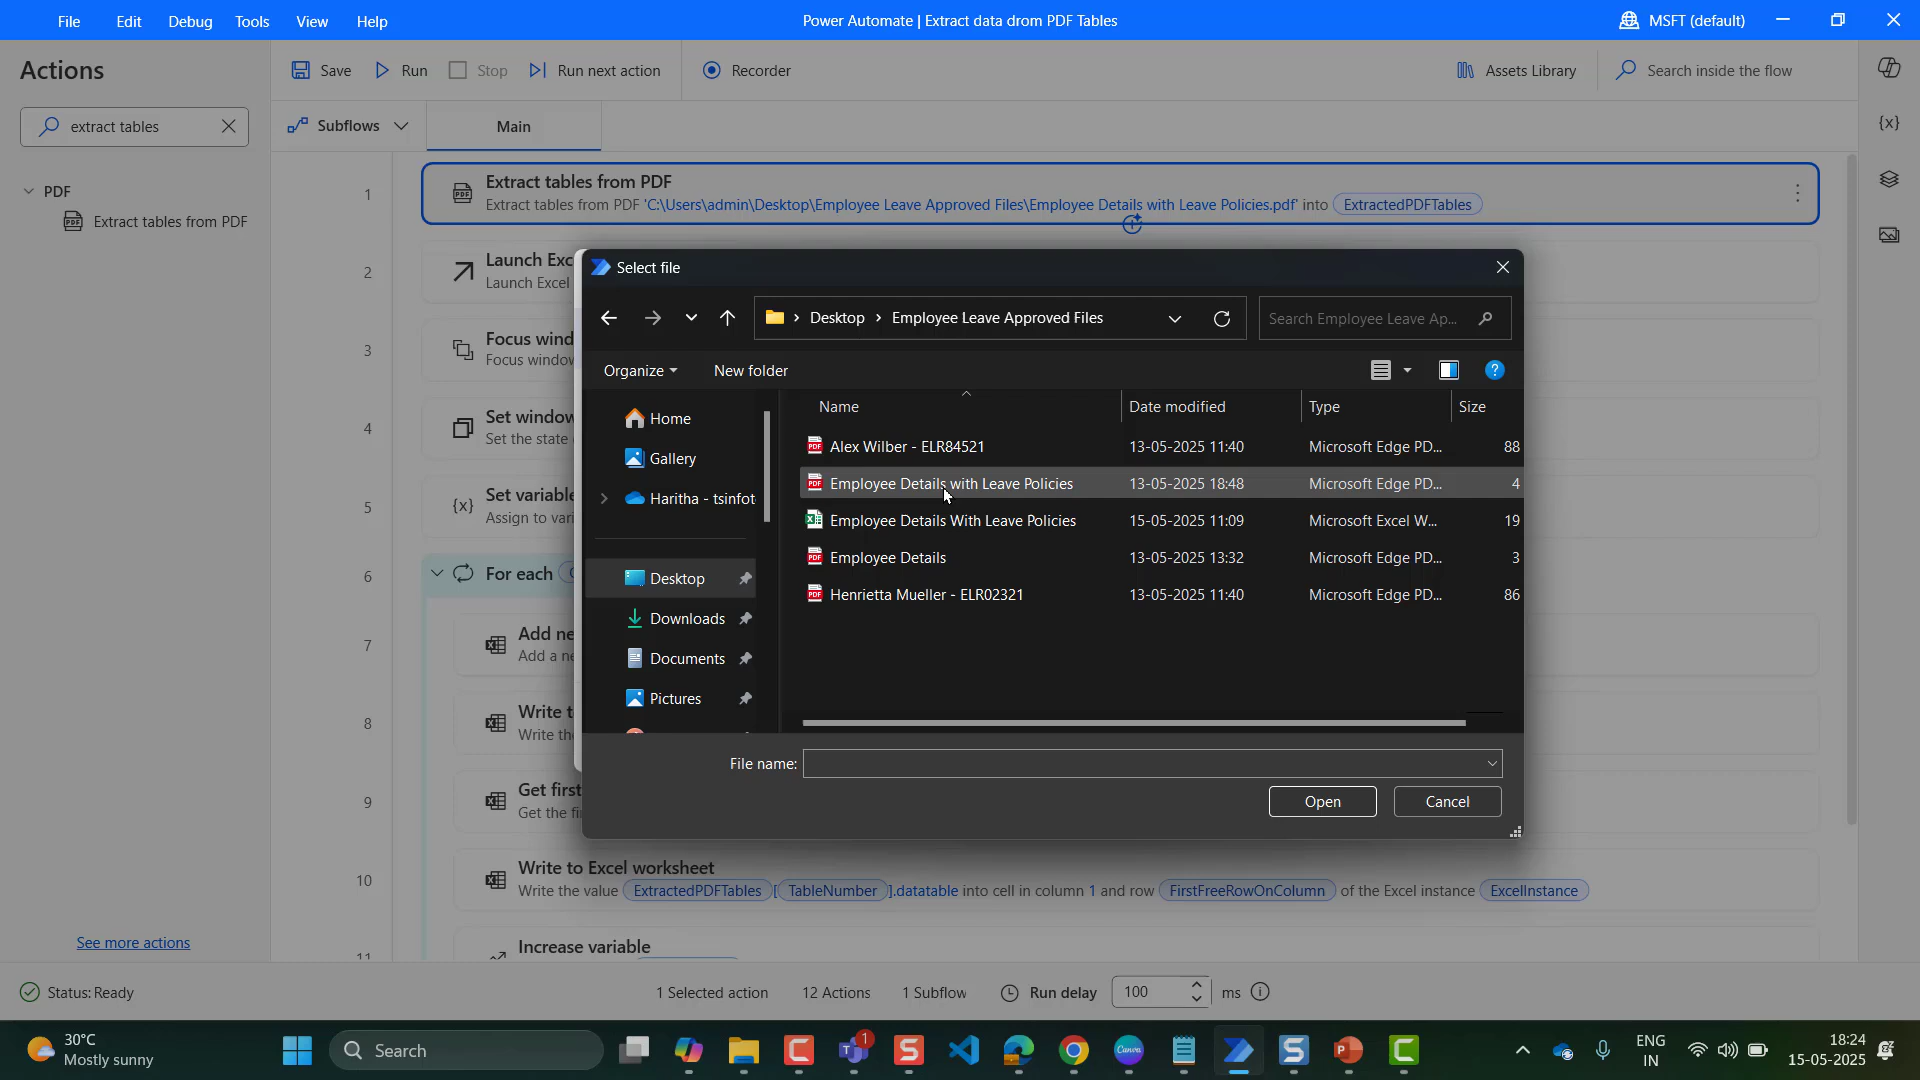 File Edit Debug Tools View Help
Power Automate | Extract data drom PDF Tables
MSFT (default)
Actions
Save Run Stop Run next action Recorder
Assets Library
Search inside the flow
extract tables
Subflows
Main
{x}
PDF
Extract tables from PDF
1
Extract tables from PDF
Extract tables from PDF 'C:\Users\admin\Desktop\Employee Leave Approved Files\Employee Details with Leave Policies.pdf' into ExtractedPDFTables
2
Launch Exc
Launch Excel
3
Focus wind
Focus window
4
Set window
Set the state
5
{x}
Set variable
Assign to vari
6
For each
7
Add ne
Add a ne
8
Write t
Write th
9
Get first
Get the fi
10
Write to Excel worksheet
Write the value ExtractedPDFTables [ TableNumber ].datatable into cell in column 1 and row FirstFreeRowOnColumn of the Excel instance ExcelInstance
11
Increase variable
Select file
Desktop > Employee Leave Approved Files
Search Employee Leave Ap...
Organize
New folder
?
Home
Gallery
Haritha - tsinfot
Desktop
Downloads
Documents
Pictures
Name Date modified Type Size
Alex Wilber - ELR84521 13-05-2025 11:40 Microsoft Edge PD... 88
Employee Details with Leave Policies 13-05-2025 18:48 Microsoft Edge PD... 4
Employee Details With Leave Policies 15-05-2025 11:09 Microsoft Excel W... 19
Employee Details 13-05-2025 13:32 Microsoft Edge PD... 3
Henrietta Mueller - ELR02321 13-05-2025 11:40 Microsoft Edge PD... 86
File name:
Open
Cancel
See more actions
Status: Ready
1 Selected action
12 Actions
1 Subflow
Run delay
100
ms
30°C
Mostly sunny
Search
1
Canva
ENG
IN
18:24
15-05-2025